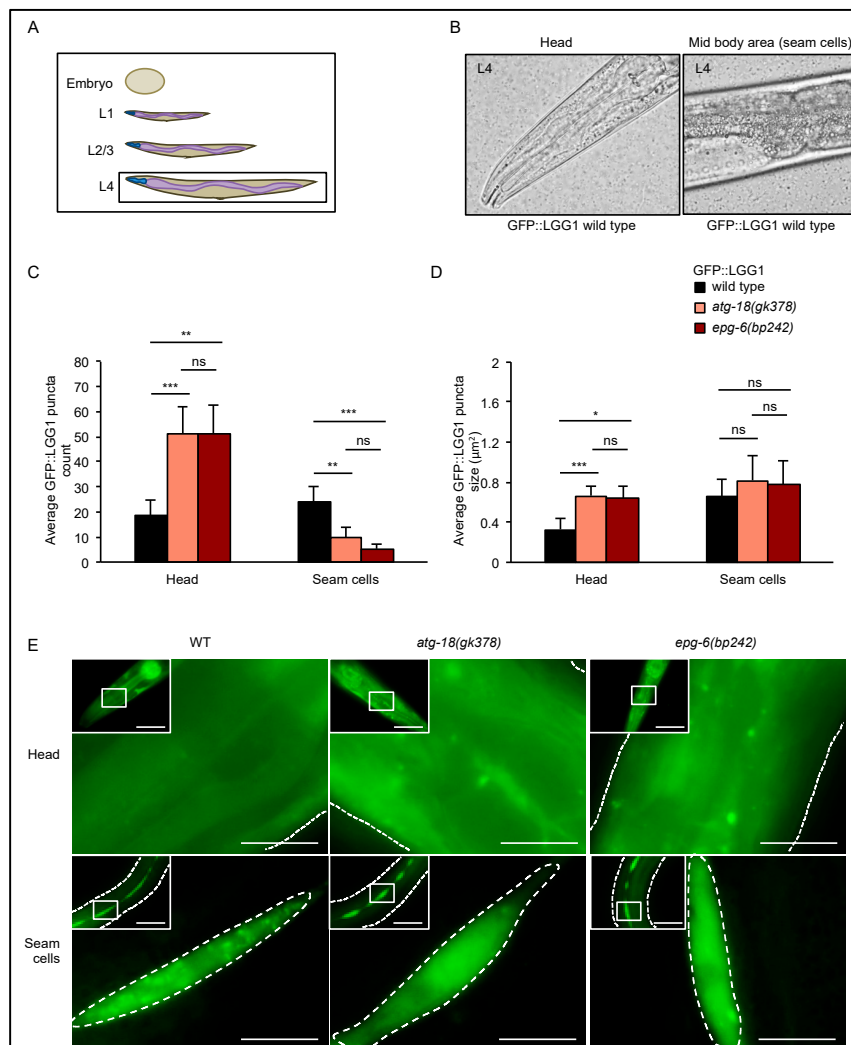 A
Embryo
L1
L2/3
L4
B
Head
Mid body area (seam cells)
L4
L4
GFP::LGG1 wild type
GFP::LGG1 wild type
C
Average GFP::LGG1 puncta
count
80
70
60
50
40
30
20
10
0
**
ns
***
***
ns
**
Head
Seam cells
D
GFP::LGG1
wild type
atg-18(gk378)
epg-6(bp242)
Average GFP::LGG1 puncta
size (µm²)
2
1.6
1.2
0.8
0.4
0
*
ns
***
ns
ns
ns
Head
Seam cells
E
WT
atg-18(gk378)
epg-6(bp242)
Head
Seam
cells